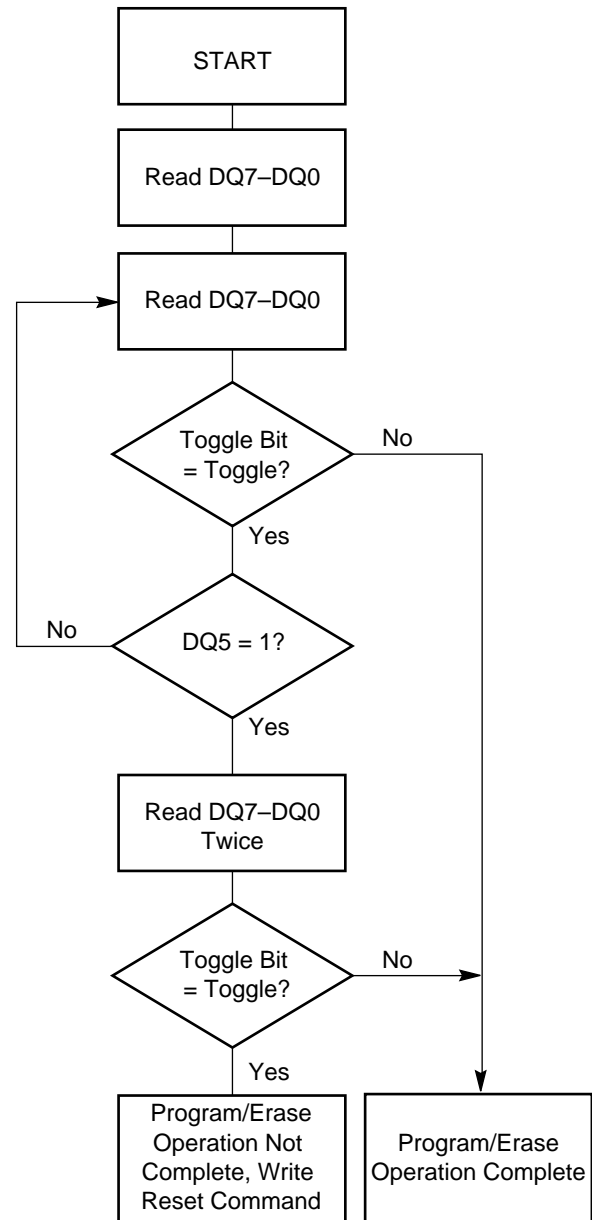 START
Read DQ7–DQ0
Read DQ7–DQ0
Toggle Bit
= Toggle?
No
Yes
No
DQ5 = 1?
Yes
Read DQ7–DQ0
Twice
Toggle Bit
= Toggle?
No
Yes
Program/Erase
Operation Not
Complete, Write
Reset Command
Program/Erase
Operation Complete